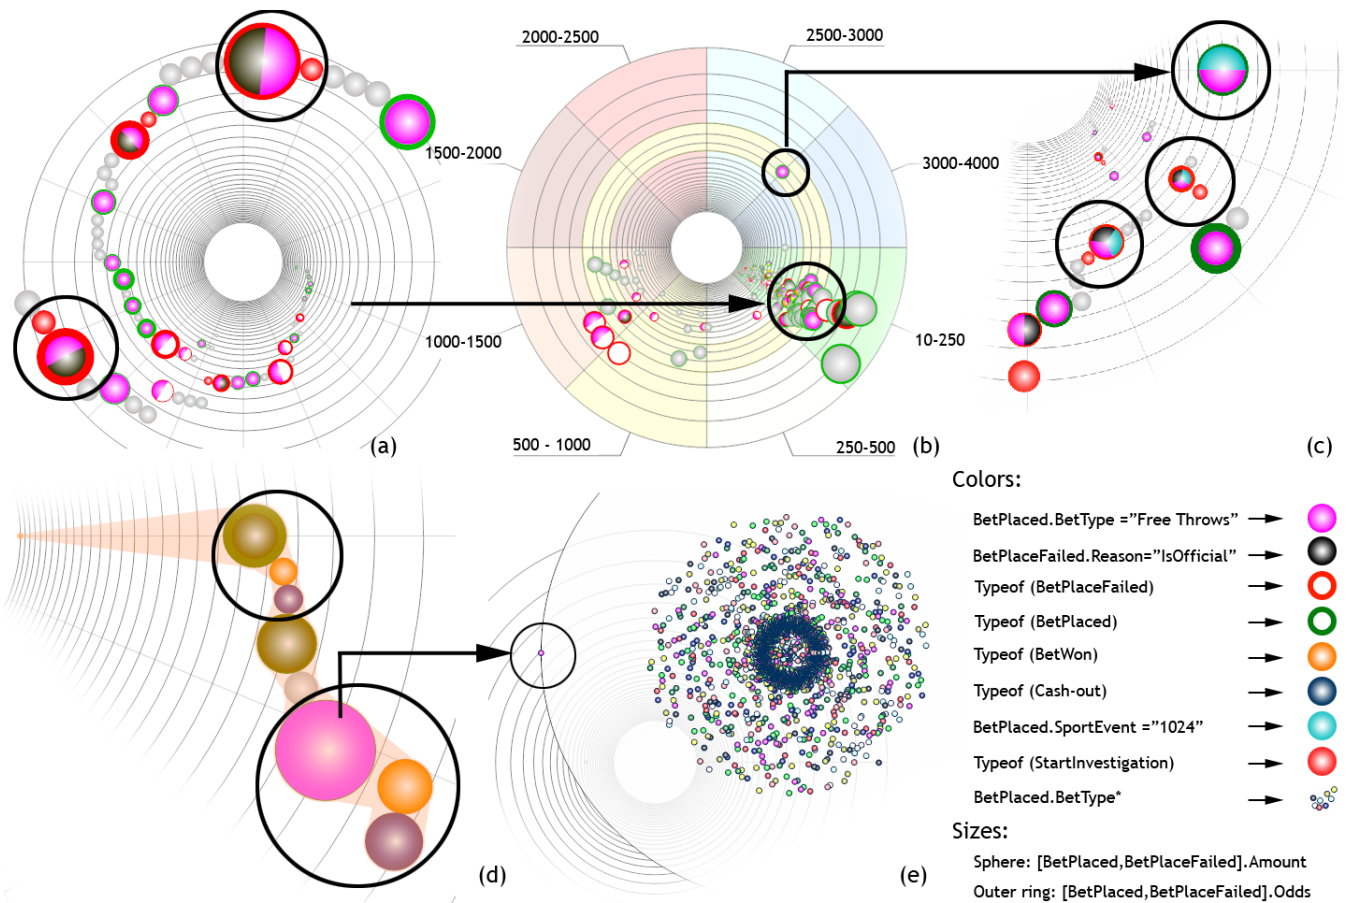 2000-2500
2500-3000
1500-2000
3000-4000
1000-1500
10-250
500 - 1000
250-500
(a)
(b)
(c)
(d)
(e)
Colors:
BetPlaced.BetType ="Free Throws"
BetPlaceFailed.Reason="IsOfficial"
Typeof (BetPlaceFailed)
Typeof (BetPlaced)
Typeof (BetWon)
Typeof (Cash-out)
BetPlaced.SportEvent ="1024"
Typeof (StartInvestigation)
BetPlaced.BetType*
Sizes:
Sphere: [BetPlaced,BetPlaceFailed].Amount
Outer ring: [BetPlaced,BetPlaceFailed].Odds